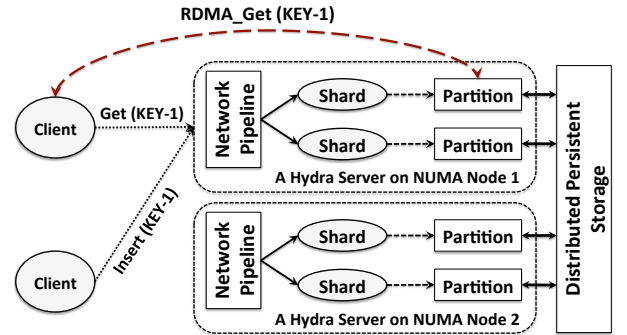 RDMA_Get (KEY-1)
Client
Get (KEY-1)
Insert (KEY-1)
Client
Network
Pipeline
Shard
Partition
Shard
Partition
A Hydra Server on NUMA Node 1
Network
Pipeline
Shard
Partition
Shard
Partition
A Hydra Server on NUMA Node 2
Distributed Persistent
Storage